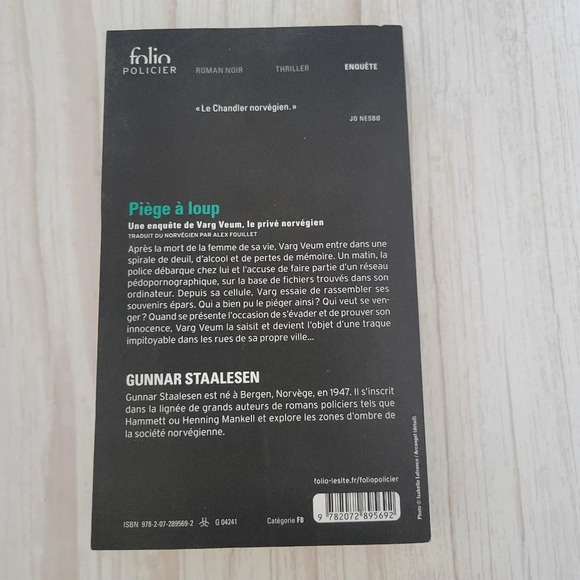 folio
POLICIER
ROMAN NOIR THRILLER ENQUÊTE
« Le Chandler norvégien. »
JO NESBØ
Piège à loup
Une enquête de Varg Veum, le privé norvégien
TRADUIT DU NORVÉGIEN PAR ALEX FOUILLET
Après la mort de la femme de sa vie, Varg Veum entre dans une
spirale de deuil, d'alcool et de pertes de mémoire. Un matin, la
police débarque chez lui et l'accuse de faire partie d'un réseau
pédopornographique, sur la base de fichiers trouvés dans son
ordinateur. Depuis sa cellule, Varg essaie de rassembler ses
souvenirs épars. Qui a bien pu le piéger ainsi ? Qui veut se ven-
ger ? Quand se présente l'occasion de s'évader et de prouver son
innocence, Varg Veum la saisit et devient l'objet d'une traque
impitoyable dans les rues de sa propre ville...
GUNNAR STAALESEN
Gunnar Staalesen est né à Bergen, Norvège, en 1947. Il s'inscrit
dans la lignée de grands auteurs de romans policiers tels que
Hammett ou Henning Mankell et explore les zones d'ombre de
la société norvégienne.
folio-lesite.fr/foliopolicier
ISBN 978-2-07-289569-2 G 04241 Catégorie F8
9 782072 895692
Photo © Isabelle Lafrance / Arcangel (détail).